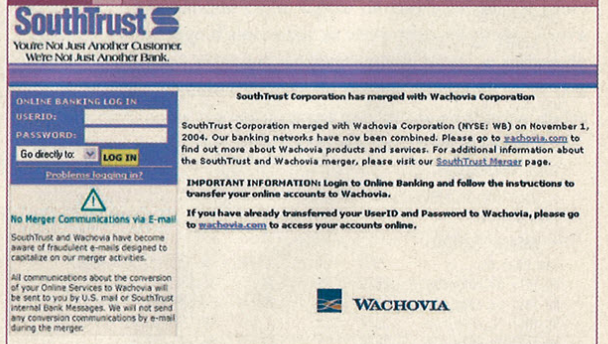 SouthTrust
You're Not Just Another Customer.
We're Not Just Another Bank.
ONLINE BANKING LOG IN
USERID:
PASSWORD:
Go directly to:
LOG IN
Problems logging in?
No Merger Communications via E-mail
SouthTrust and Wachovia have become
aware of fraudulent e-mails designed to
capitalize on our merger activities.
All communications about the conversion
of your Online Services to Wachovia will
be sent to you by U.S. mail or SouthTrust
internal Bank Messages. We will not send
any conversion communications by e-mail
during the merger.
SouthTrust Corporation has merged with Wachovia Corporation
SouthTrust Corporation merged with Wachovia Corporation (NYSE: WB) on November 1,
2004. Our banking networks have now been combined. Please go to wachovia.com to
find out more about Wachovia products and services. For additional information about
the SouthTrust and Wachovia merger, please visit our SouthTrust Merger page.
IMPORTANT INFORMATION: Login to Online Banking and follow the instructions to
transfer your online accounts to Wachovia.
If you have already transferred your UserID and Password to Wachovia, please go
to wachovia.com to access your accounts online.
WACHOVIA